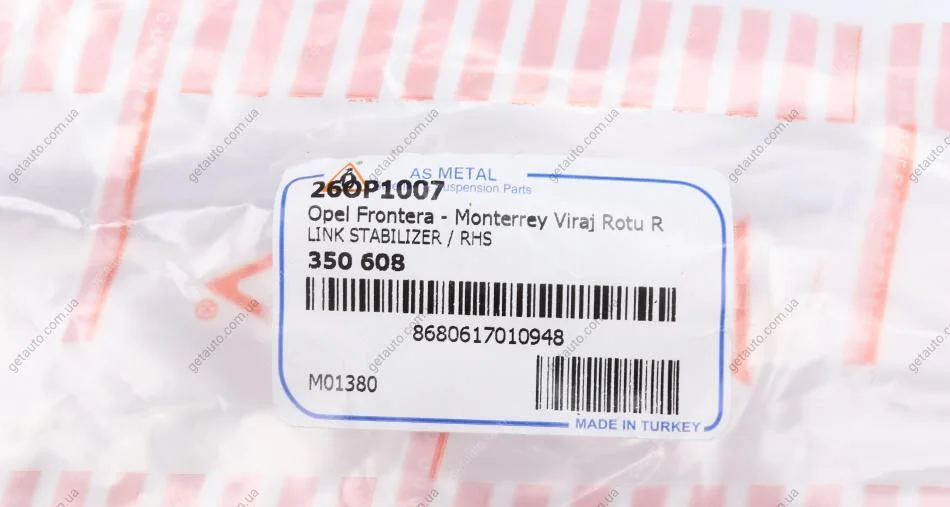 AS METAL
Suspension Parts
26OP1007
Opel Frontera - Monterrey Viraj Rotu R
LINK STABILIZER / RHS
350 608
8680617010948
M01380
MADE IN TURKEY
getauto.com.ua